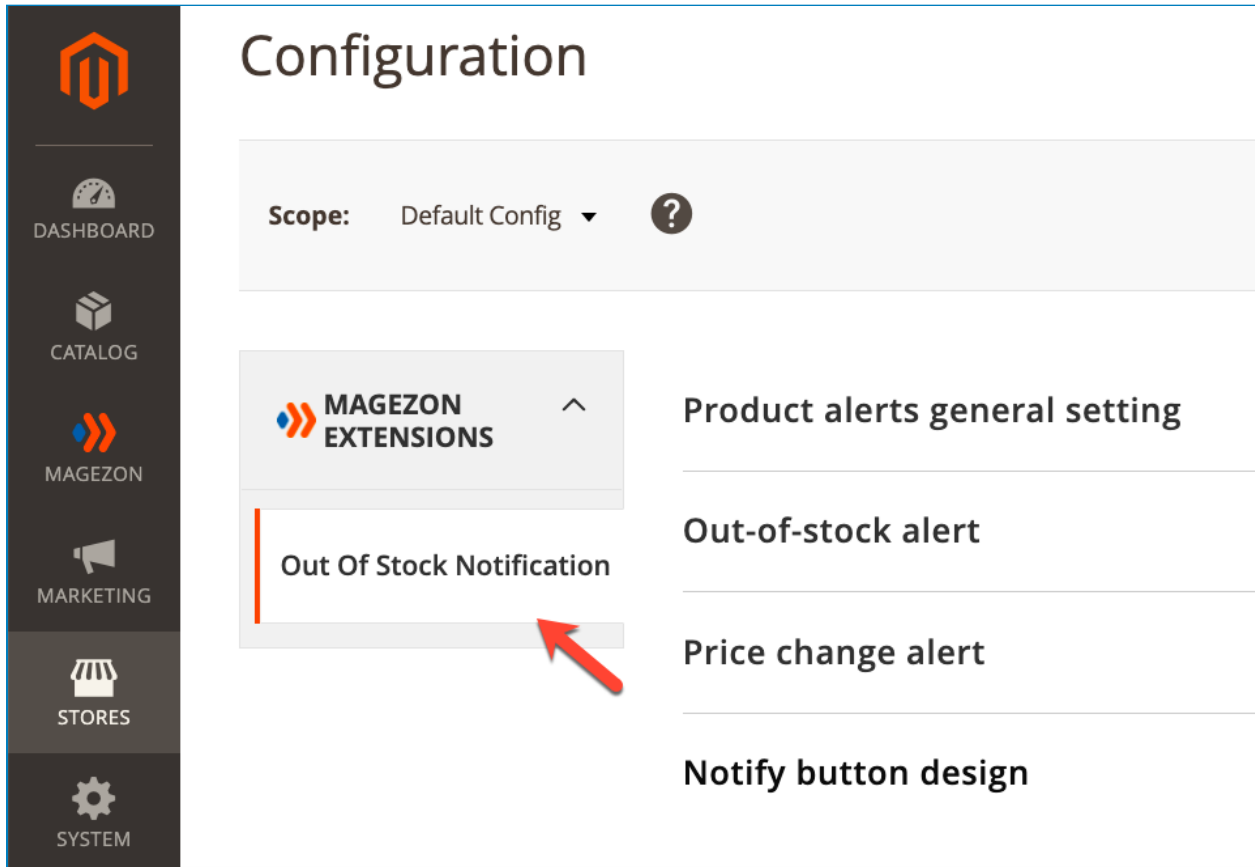 Configuration
DASHBOARD
CATALOG
MAGEZON
MARKETING
STORES
SYSTEM
Scope: Default Config ?
MAGEZON
EXTENSIONS
Out Of Stock Notification
Product alerts general setting
Out-of-stock alert
Price change alert
Notify button design